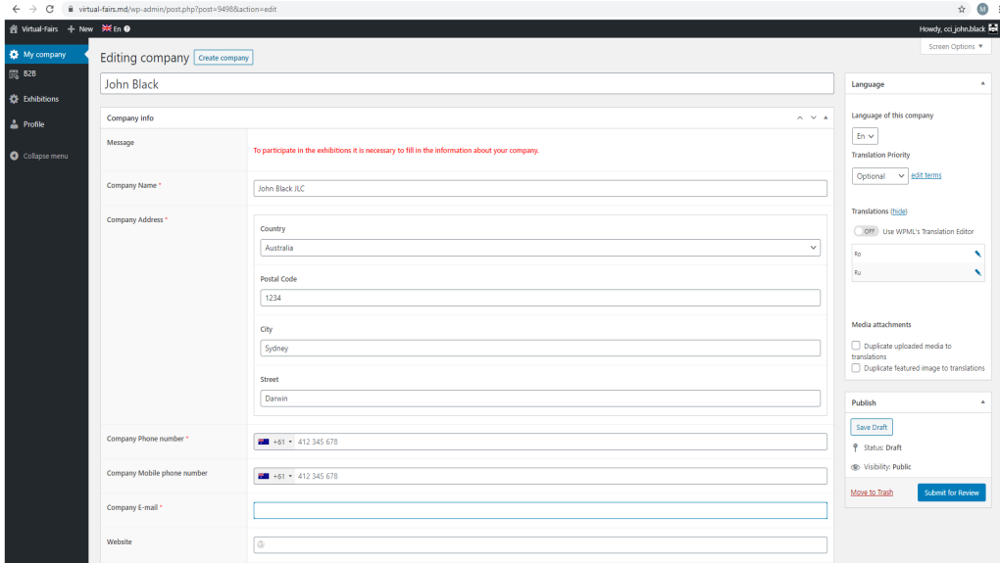 virtual-fairs.md/wp-admin/post.php?post=9498&action=edit
M
Virtual-Fairs
New
En
Howdy, cci_john.black
My company
B2B
Exhibitions
Profile
Collapse menu
Screen Options
Editing company
Create company
John Black
Company info
Message
To participate in the exhibitions it is necessary to fill in the information about your company.
Company Name *
John Black JLC
Company Address *
Country
Australia
Postal Code
1234
City
Sydney
Street
Darwin
Company Phone number *
+61
412 345 678
Company Mobile phone number
+61
412 345 678
Company E-mail *
Website
@
Language
Language of this company
En
Translation Priority
Optional
edit terms
Translations (hide)
OFF
Use WPML's Translation Editor
Ro
Ru
Media attachments
Duplicate uploaded media to
translations
Duplicate featured image to translations
Publish
Save Draft
Status: Draft
Visibility: Public
Move to Trash
Submit for Review